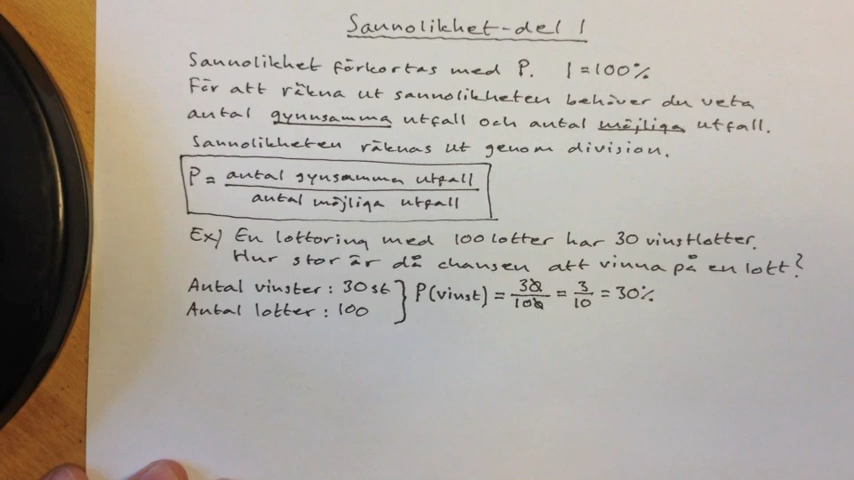 Sannolikhet - del 1
Sannolikhet förkortas med P. 1 = 100%
För att räkna ut sannolikheten behöver du veta
antal gynnsamma utfall och antal möjliga utfall.
Sannolikheten räknas ut genom division.
P = antal gynsamma utfall / antal möjliga utfall
Ex) En lottoring med 100 lotter har 30 vinstlotter.
Hur stor är då chansen att vinna på en lott?
Antal vinster : 30 st } P(vinst) = 30/100 = 3/10 = 30%
Antal lotter : 100